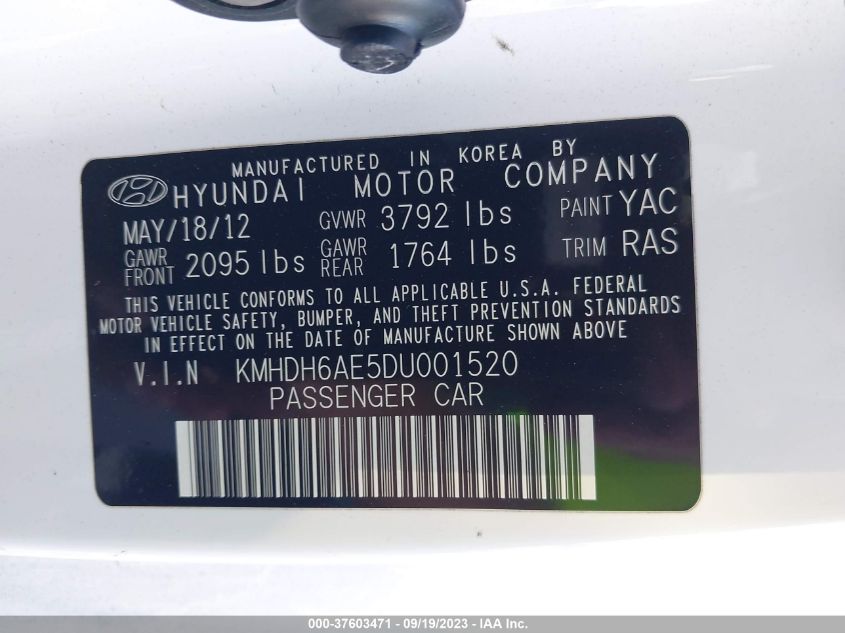 MANUFACTURED IN KOREA BY
HYUNDAI MOTOR COMPANY
MAY/18/12 GVWR 3792 lbs PAINT YAC
GAWR FRONT 2095 lbs GAWR REAR 1764 lbs TRIM RAS
THIS VEHICLE CONFORMS TO ALL APPLICABLE U.S.A. FEDERAL
MOTOR VEHICLE SAFETY, BUMPER, AND THEFT PREVENTION STANDARDS
IN EFFECT ON THE DATE OF MANUFACTURE SHOWN ABOVE
V.I.N KMHDH6AE5DU001520
PASSENGER CAR
000-37603471 - 09/19/2023 - IAA Inc.